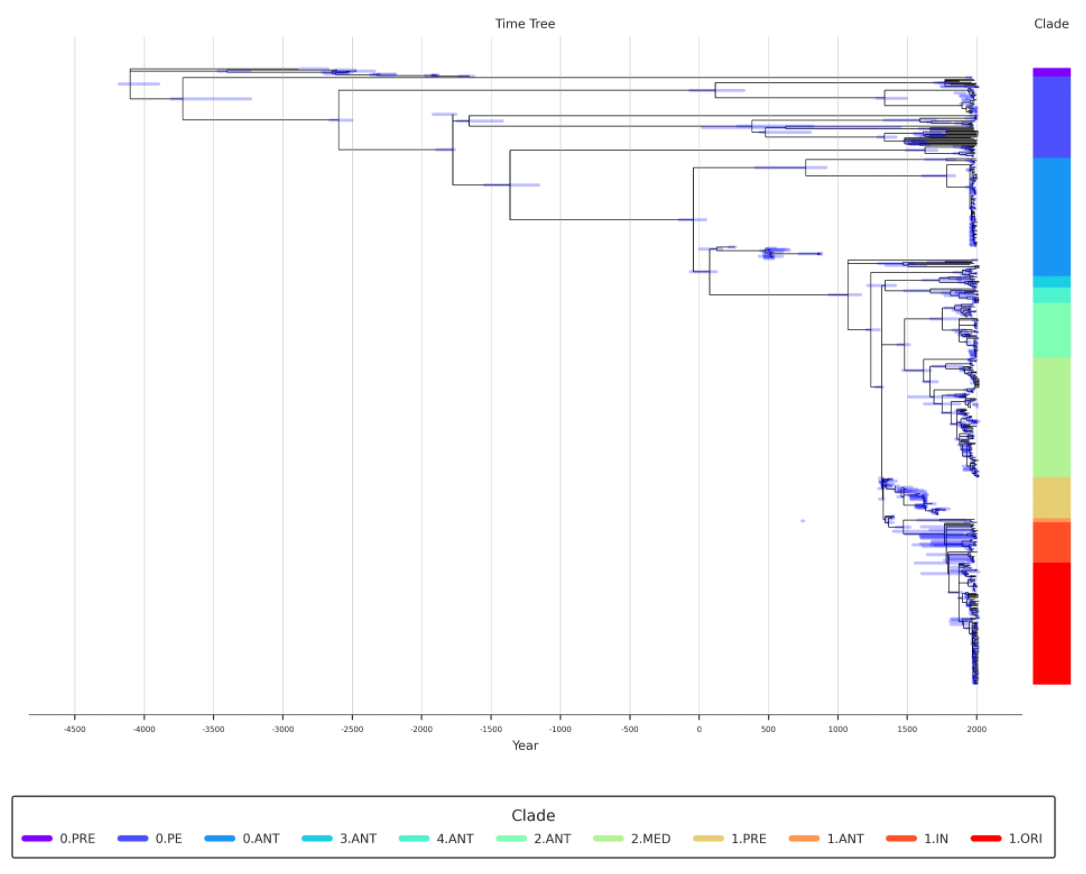 Time Tree
Clade
-4500 -4000 -3500 -3000 -2500 -2000 -1500 -1000 -500 0 500 1000 1500 2000
Year
Clade
0.PRE 0.PE 0.ANT 3.ANT 4.ANT 2.ANT 2.MED 1.PRE 1.ANT 1.IN 1.ORI